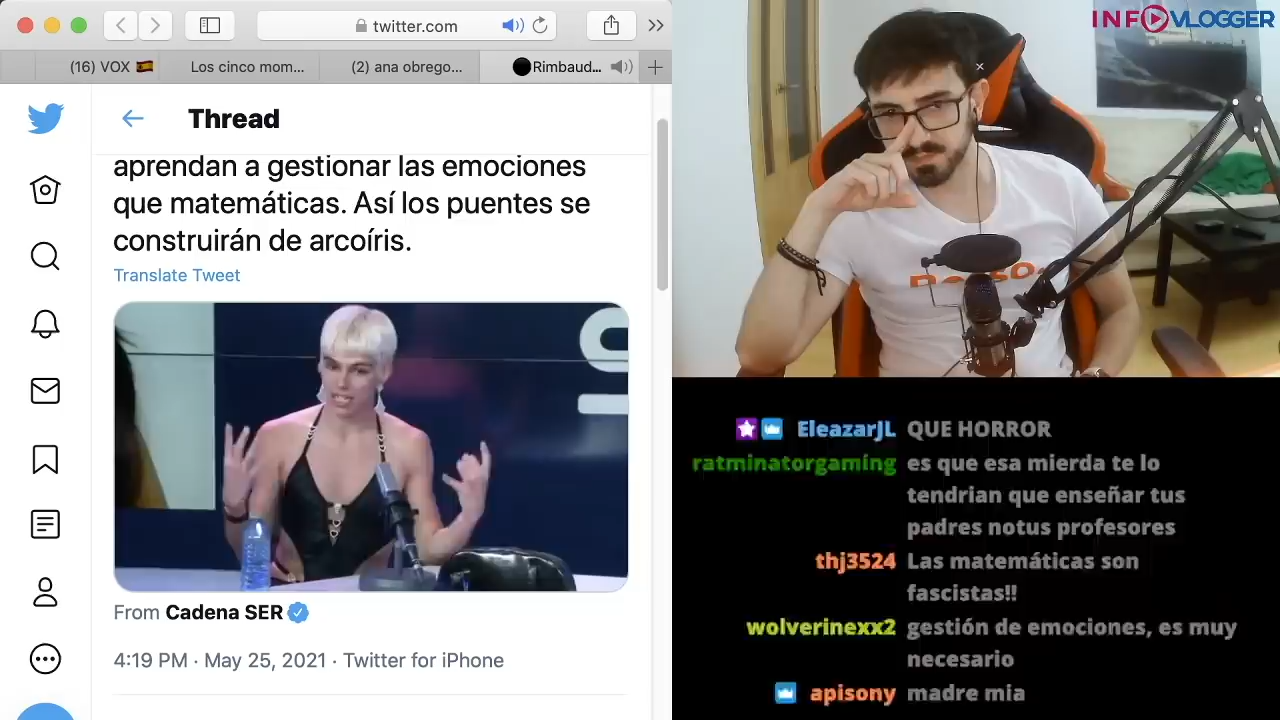 twitter.com
(16) VOX 🇪🇸
Los cinco mom...
(2) ana obrego...
Rimbaud...
Thread
aprendan a gestionar las emociones
que matemáticas. Así los puentes se
construirán de arcoíris.
Translate Tweet
From Cadena SER
4:19 PM · May 25, 2021 · Twitter for iPhone
INFOVLOGGER
EleazarJL QUE HORROR
ratminatorgaming es que esa mierda te lo
tendrian que enseñar tus
padres notus profesores
thj3524 Las matemáticas son
fascistas!!
wolverinexx2 gestión de emociones, es muy
necesario
apisony madre mia